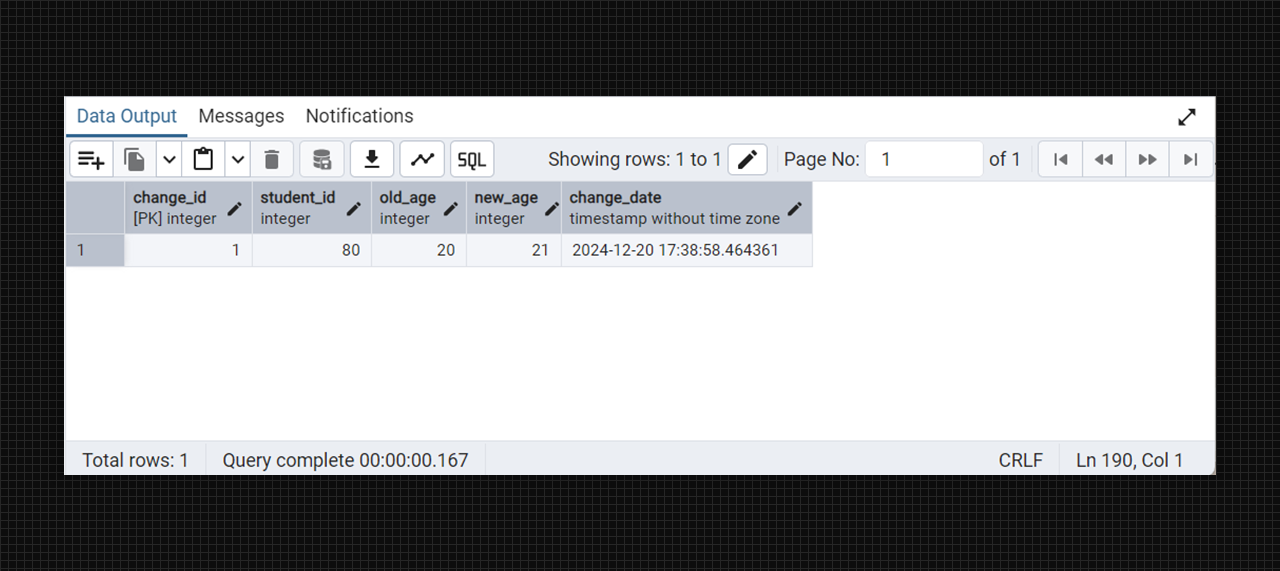 Data Output Messages Notifications
SQL Showing rows: 1 to 1 Page No: 1 of 1
change_id student_id old_age new_age change_date
[PK] integer integer integer integer timestamp without time zone
1 1 80 20 21 2024-12-20 17:38:58.464361
Total rows: 1 Query complete 00:00:00.167 CRLF Ln 190, Col 1